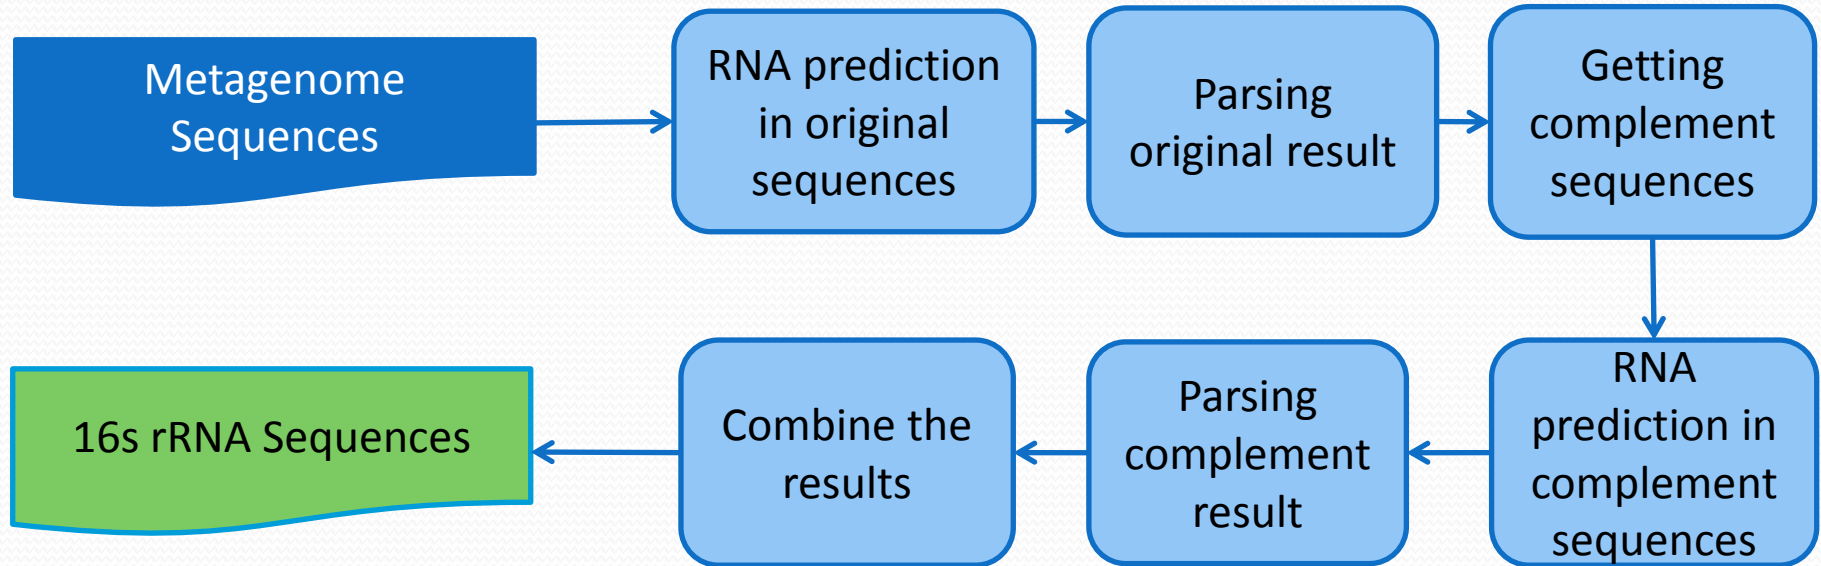 Metagenome
Sequences
RNA prediction
in original
sequences
Parsing
original result
Getting
complement
sequences
RNA
prediction in
complement
sequences
Parsing
complement
result
Combine the
results
16s rRNA Sequences